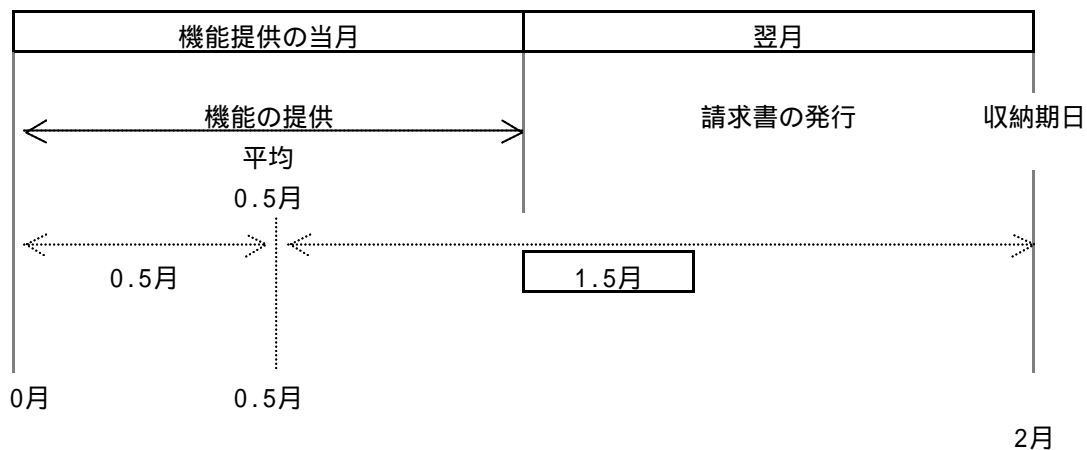 機能提供の当月 翌月
機能の提供 請求書の発行 収納期日
平均
0.5月
0.5月 1.5月
0月 0.5月
2月